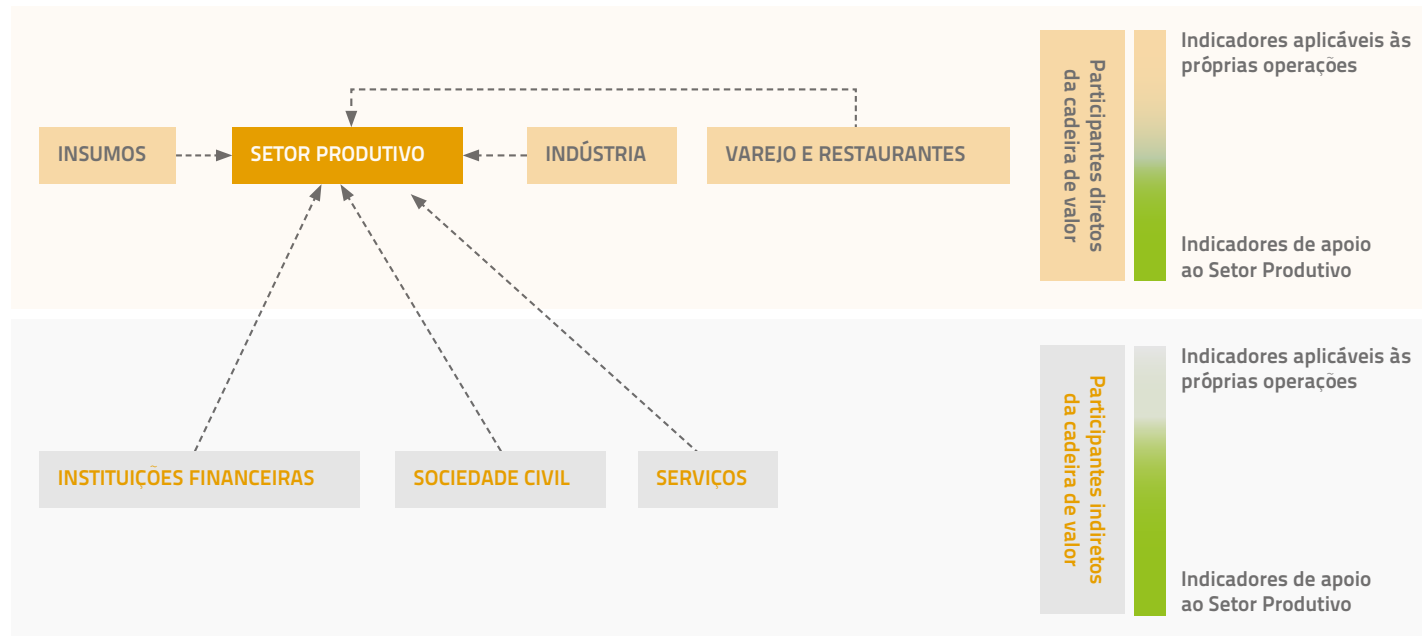 INSUMOS
SETOR PRODUTIVO
INDÚSTRIA
VAREJO E RESTAURANTES
Participantes diretos
da cadeira de valor
Indicadores aplicáveis às
próprias operações
Indicadores de apoio
ao Setor Produtivo
INSTITUIÇÕES FINANCEIRAS
SOCIEDADE CIVIL
SERVIÇOS
Participantes indiretos
da cadeira de valor
Indicadores aplicáveis às
próprias operações
Indicadores de apoio
ao Setor Produtivo